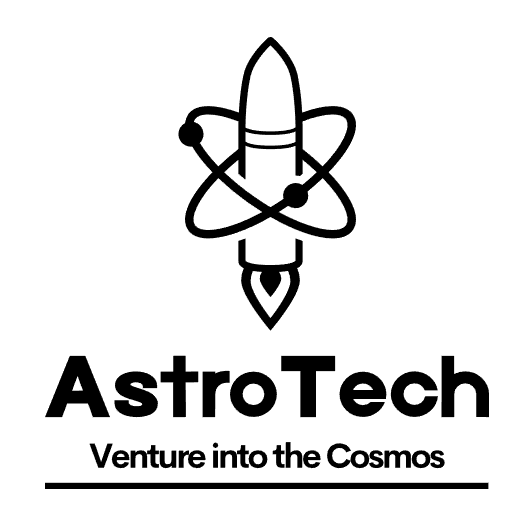 AstroTech
Venture into the Cosmos